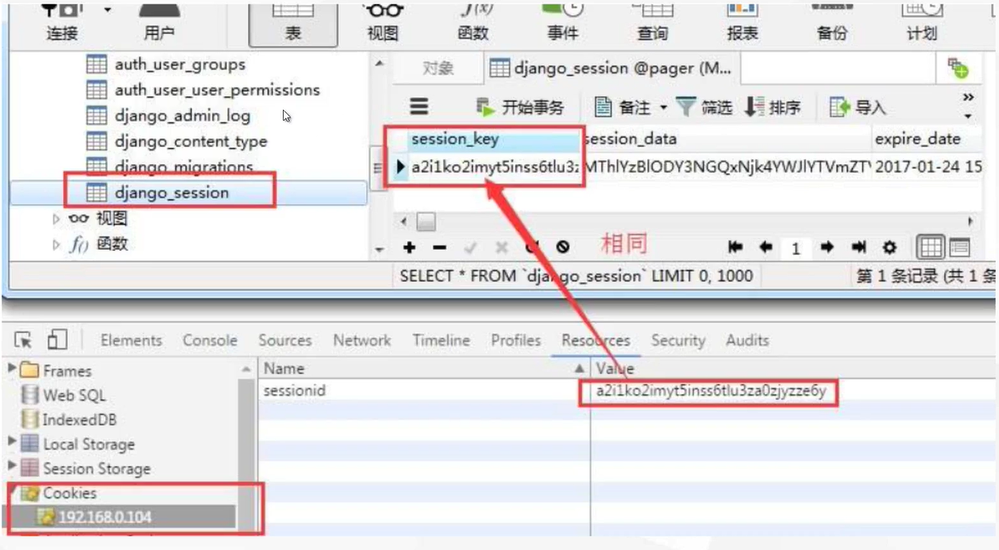 连接 用户 表 视图 函数 事件 查询 报表 备份 计划
auth_user_groups
auth_user_user_permissions
django_admin_log
django_content_type
django_migrations
django_session
视图
f() 函数
对象 django_session @pager (M...
开始事务 备注 筛选 排序 导入 »
session_key session_data expire_date
a2i1ko2imyt5inss6tlu3z MThlYzBlODY3NGQxNjk4YWJlYTVmZT 2017-01-24 15
相同
1
SELECT * FROM `django_session` LIMIT 0, 1000 第 1 条记录 (共 1 条
Elements Console Sources Network Timeline Profiles Resources Security Audits
Frames
Web SQL
IndexedDB
Local Storage
Session Storage
Cookies
192.168.0.104
Name Value
sessionid a2i1ko2imyt5inss6tlu3za0zjyzze6y